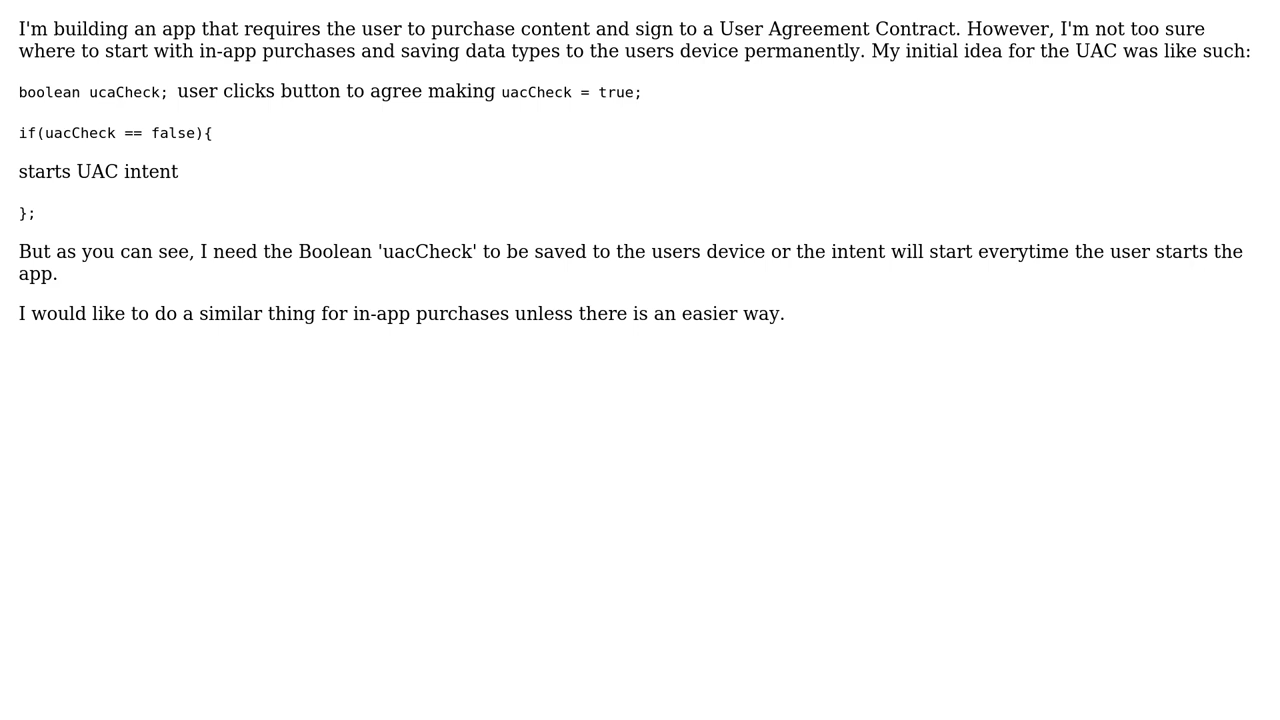 I'm building an app that requires the user to purchase content and sign to a User Agreement Contract. However, I'm not too sure
where to start with in-app purchases and saving data types to the users device permanently. My initial idea for the UAC was like such:
boolean ucaCheck; user clicks button to agree making uacCheck = true;
if(uacCheck == false){
starts UAC intent
};
But as you can see, I need the Boolean 'uacCheck' to be saved to the users device or the intent will start everytime the user starts the
app.
I would like to do a similar thing for in-app purchases unless there is an easier way.